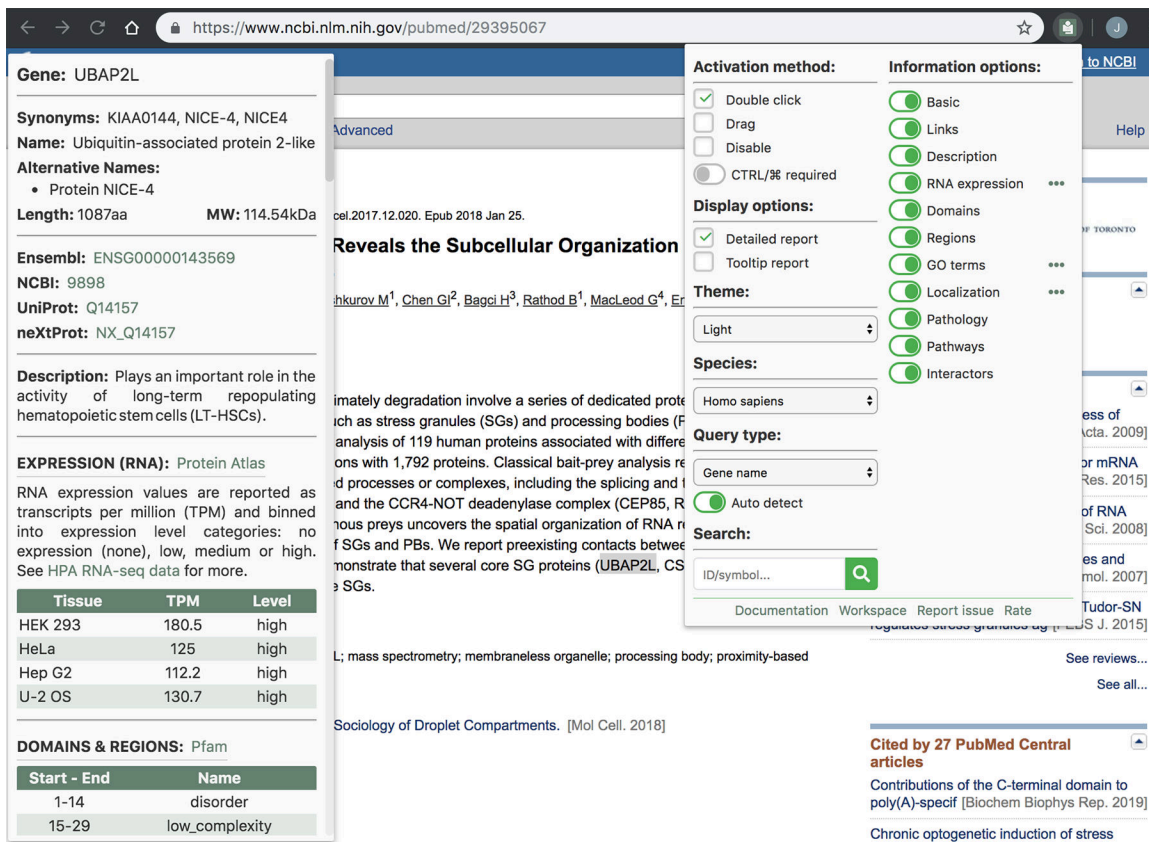 https://www.ncbi.nlm.nih.gov/pubmed/29395067
J
Gene: UBAP2L
Synonyms: KIAA0144, NICE-4, NICE4
Name: Ubiquitin-associated protein 2-like
Alternative Names:
• Protein NICE-4
Length: 1087aa MW: 114.54kDa
Ensembl: ENSG00000143569
NCBI: 9898
UniProt: Q14157
neXtProt: NX_Q14157
Description: Plays an important role in the
activity of long-term repopulating
hematopoietic stem cells (LT-HSCs).
EXPRESSION (RNA): Protein Atlas
RNA expression values are reported as
transcripts per million (TPM) and binned
into expression level categories: no
expression (none), low, medium or high.
See HPA RNA-seq data for more.
Tissue TPM Level
HEK 293 180.5 high
HeLa 125 high
Hep G2 112.2 high
U-2 OS 130.7 high
DOMAINS & REGIONS: Pfam
Start - End Name
1-14 disorder
15-29 low_complexity
Advanced
cel.2017.12.020. Epub 2018 Jan 25.
Reveals the Subcellular Organization
shkurov M1, Chen GI2, Bagci H3, Rathod B1, MacLeod G4, Er
imately degradation involve a series of dedicated prote
uch as stress granules (SGs) and processing bodies (P
analysis of 119 human proteins associated with differe
ons with 1,792 proteins. Classical bait-prey analysis re
d processes or complexes, including the splicing and t
and the CCR4-NOT deadenylase complex (CEP85, R
nous preys uncovers the spatial organization of RNA r
f SGs and PBs. We report preexisting contacts betwee
monstrate that several core SG proteins (UBAP2L, CS
e SGs.
L; mass spectrometry; membraneless organelle; processing body; proximity-based
Sociology of Droplet Compartments. [Mol Cell. 2018]
Activation method:
Double click
Drag
Disable
CTRL/⌘ required
Display options:
Detailed report
Tooltip report
Theme:
Light
Species:
Homo sapiens
Query type:
Gene name
Auto detect
Search:
ID/symbol...
Information options:
Basic
Links
Description
RNA expression •••
Domains
Regions
GO terms •••
Localization •••
Pathology
Pathways
Interactors
Documentation Workspace Report issue Rate
to NCBI
Help
OF TORONTO
ess of
Acta. 2009]
or mRNA
Res. 2015]
of RNA
Sci. 2008]
es and
mol. 2007]
Tudor-SN
regulates stress granules ag [FEBS J. 2015]
See reviews...
See all...
Cited by 27 PubMed Central
articles
Contributions of the C-terminal domain to
poly(A)-specif [Biochem Biophys Rep. 2019]
Chronic optogenetic induction of stress